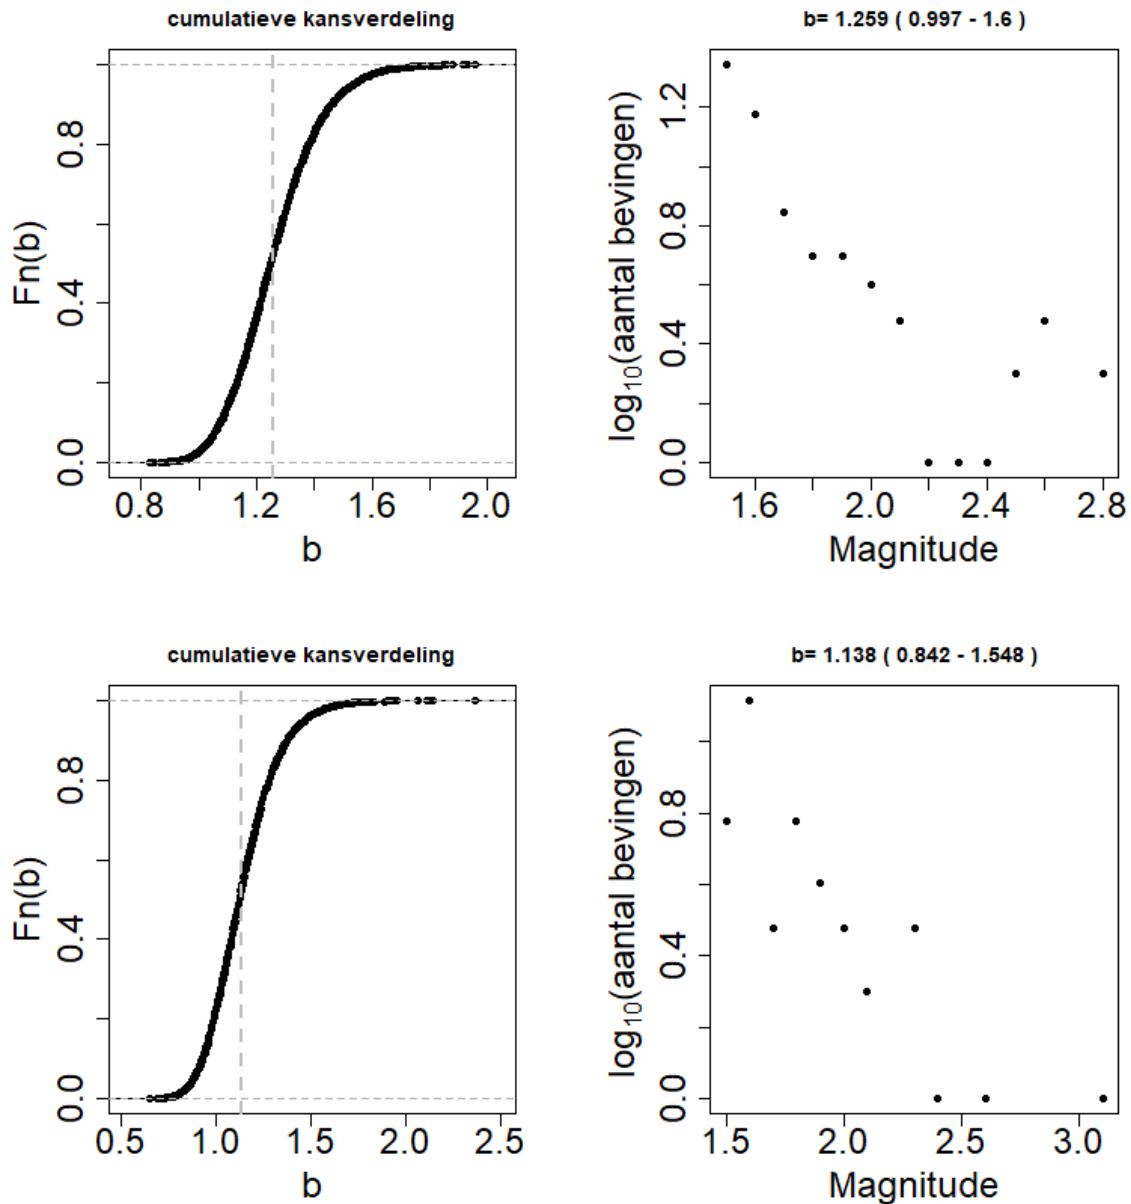 cumulatieve kansverdeling
Fn(b)
0.0 0.4 0.8
0.8 1.2 1.6 2.0
b
b= 1.259 ( 0.997 - 1.6 )
log10(aantal bevingen)
0.0 0.4 0.8 1.2
1.6 2.0 2.4 2.8
Magnitude
cumulatieve kansverdeling
Fn(b)
0.0 0.4 0.8
0.5 1.0 1.5 2.0 2.5
b
b= 1.138 ( 0.842 - 1.548 )
log10(aantal bevingen)
0.0 0.4 0.8
1.5 2.0 2.5 3.0
Magnitude